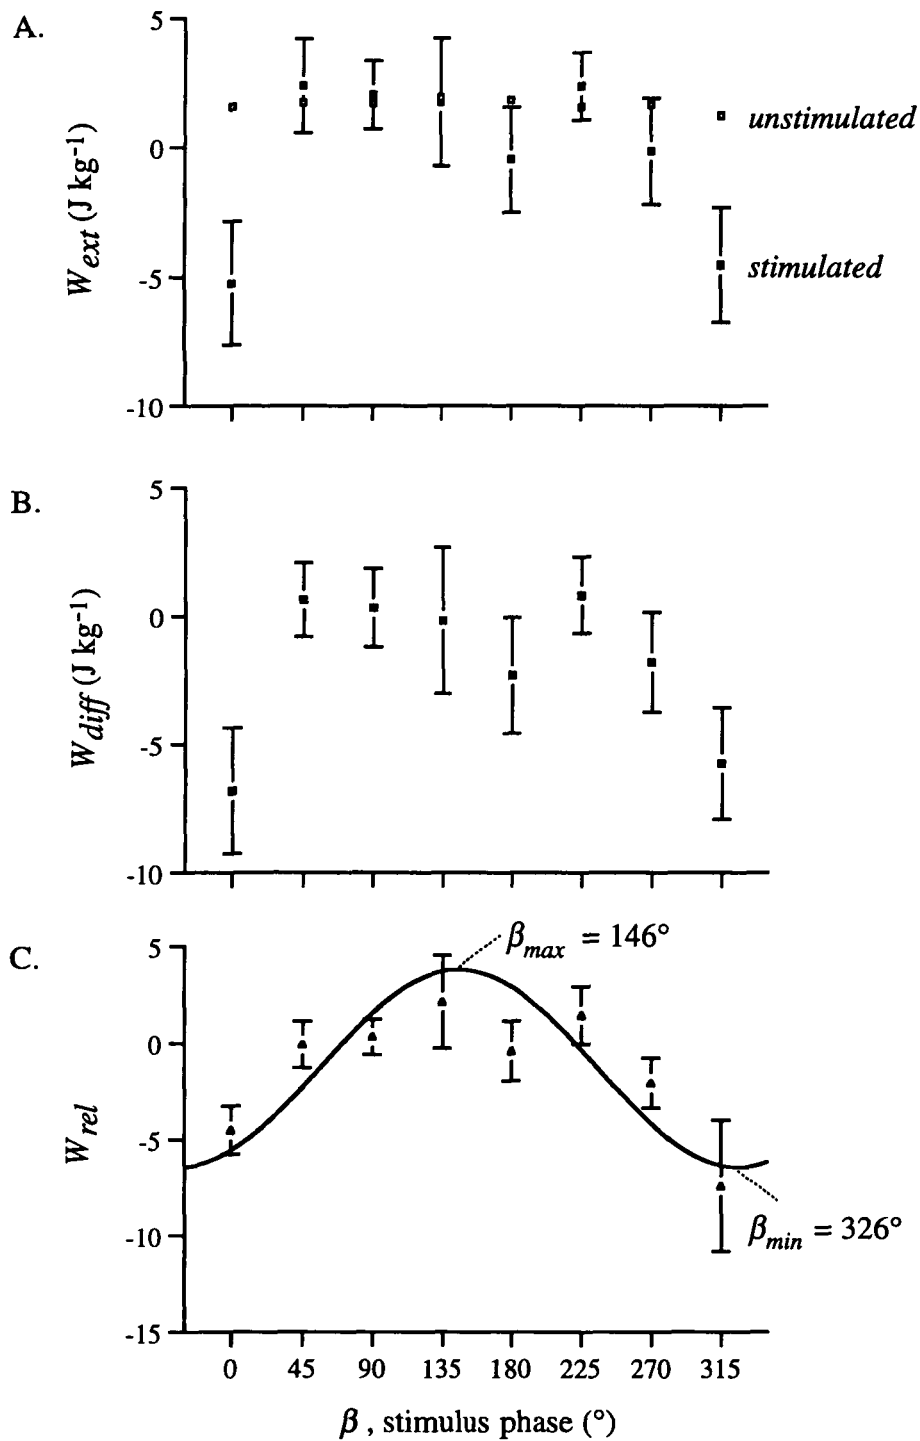 A.
5
0
-5
-10
W_ext (J kg⁻¹)
unstimulated
stimulated
B.
5
0
-5
-10
W_diff (J kg⁻¹)
C.
5
0
-5
-10
-15
W_rel
β_max = 146°
β_min = 326°
0 45 90 135 180 225 270 315
β , stimulus phase (°)